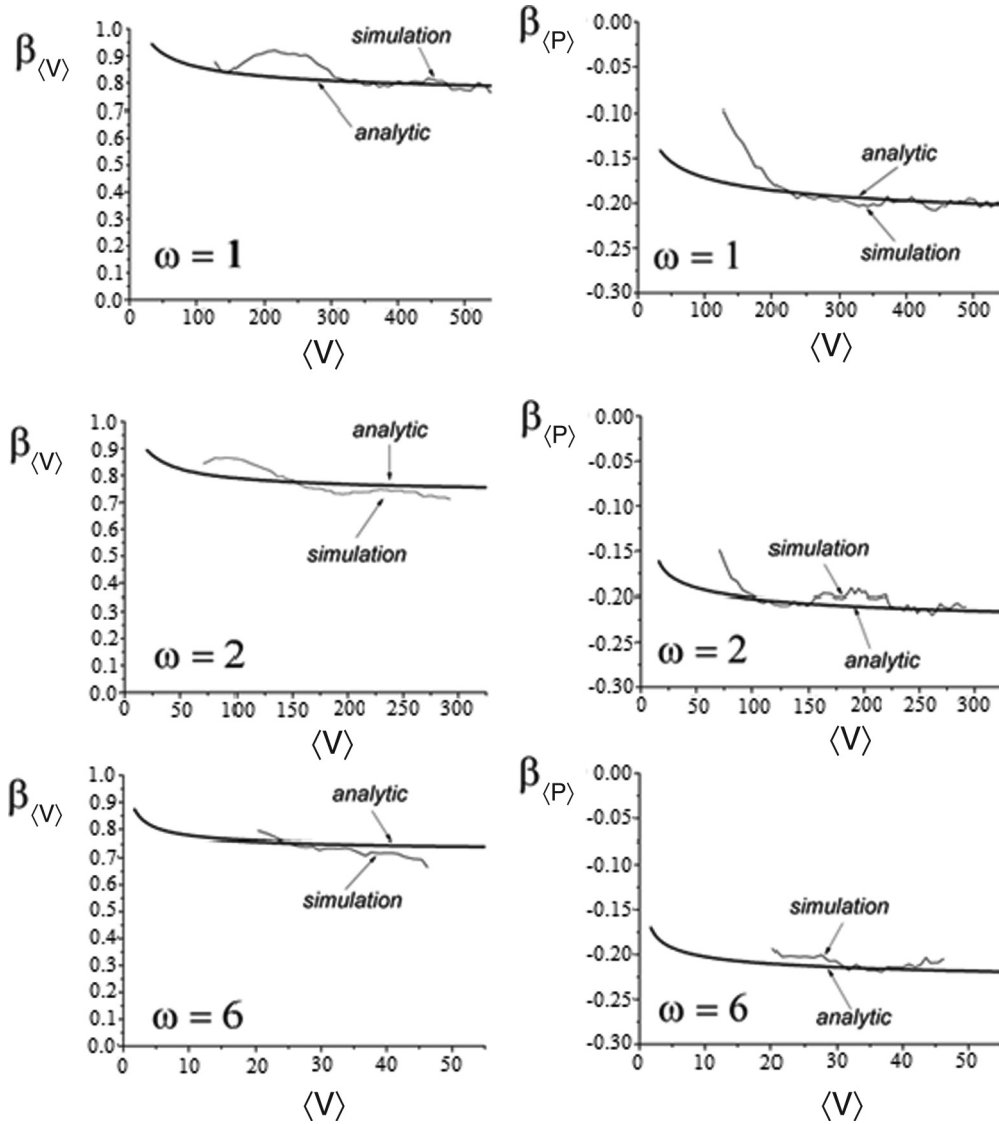 β⟨V⟩
1.0
0.9
0.8
0.7
0.6
0.5
0.4
0.3
0.2
0.1
0.0
simulation
analytic
ω = 1
0 100 200 300 400 500
⟨V⟩
β⟨P⟩
0.00
-0.05
-0.10
-0.15
-0.20
-0.25
-0.30
analytic
simulation
ω = 1
0 100 200 300 400 500
⟨V⟩
β⟨V⟩
1.0
0.9
0.8
0.7
0.6
0.5
0.4
0.3
0.2
0.1
0.0
analytic
simulation
ω = 2
0 50 100 150 200 250 300
⟨V⟩
β⟨P⟩
0.00
-0.05
-0.10
-0.15
-0.20
-0.25
-0.30
simulation
analytic
ω = 2
0 50 100 150 200 250 300
⟨V⟩
β⟨V⟩
1.0
0.9
0.8
0.7
0.6
0.5
0.4
0.3
0.2
0.1
0.0
analytic
simulation
ω = 6
0 10 20 30 40 50
⟨V⟩
β⟨P⟩
0.00
-0.05
-0.10
-0.15
-0.20
-0.25
-0.30
simulation
analytic
ω = 6
0 10 20 30 40 50
⟨V⟩